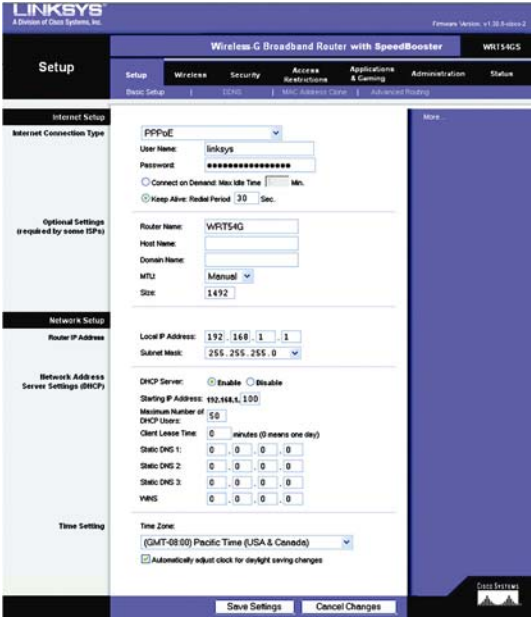 LINKSYS®
A Division of Cisco Systems, Inc.
Firmware Version: v1.50.8-cisco-2
Wireless-G Broadband Router with SpeedBooster
WRT54GS
Setup
Setup
Wireless
Security
Access Restrictions
Applications & Gaming
Administration
Status
Basic Setup | DDNS | MAC Address Clone | Advanced Routing
Internet Setup
More...
Internet Connection Type
PPPoE
User Name: linksys
Password:
Connect on Demand: Max Idle Time Min.
Keep Alive: Redial Period 30 Sec.
Optional Settings
(required by some ISPs)
Router Name: WRT54G
Host Name:
Domain Name:
MTU: Manual
Size: 1492
Network Setup
Router IP Address
Local IP Address: 192 . 168 . 1 . 1
Subnet Mask: 255.255.255.0
Network Address
Server Settings (DHCP)
DHCP Server: Enable Disable
Starting IP Address: 192.168.1. 100
Maximum Number of
DHCP Users: 50
Client Lease Time: 0 minutes (0 means one day)
Static DNS 1: 0 . 0 . 0 . 0
Static DNS 2: 0 . 0 . 0 . 0
Static DNS 3: 0 . 0 . 0 . 0
WINS 0 . 0 . 0 . 0
Time Setting
Time Zone:
(GMT-08:00) Pacific Time (USA & Canada)
Automatically adjust clock for daylight saving changes
Save Settings
Cancel Changes
Cisco Systems